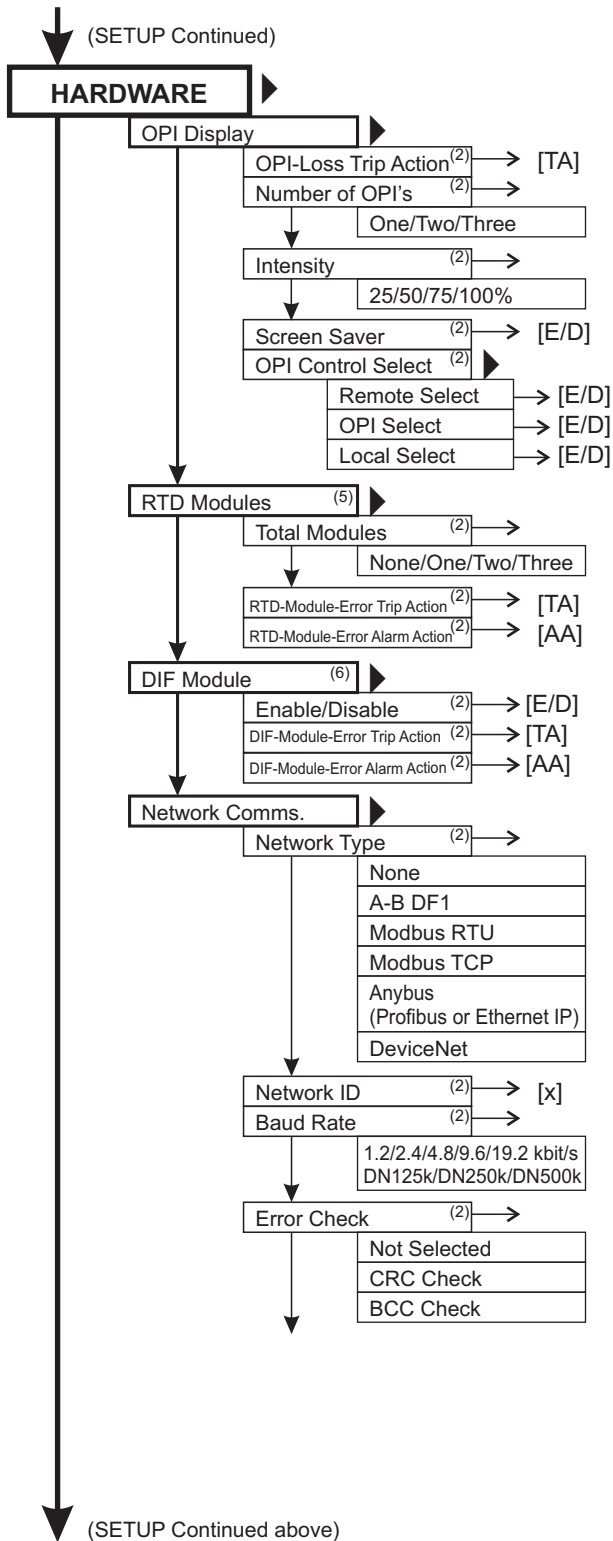 (SETUP Continued)
HARDWARE
OPI Display
OPI-Loss Trip Action (2) [TA]
Number of OPI's (2)
One/Two/Three
Intensity (2)
25/50/75/100%
Screen Saver (2) [E/D]
OPI Control Select (2)
Remote Select [E/D]
OPI Select [E/D]
Local Select [E/D]
RTD Modules (5)
Total Modules (2)
None/One/Two/Three
RTD-Module-Error Trip Action (2) [TA]
RTD-Module-Error Alarm Action (2) [AA]
DIF Module (6)
Enable/Disable (2) [E/D]
DIF-Module-Error Trip Action (2) [TA]
DIF-Module-Error Alarm Action (2) [AA]
Network Comms.
Network Type (2)
None
A-B DF1
Modbus RTU
Modbus TCP
Anybus
(Profibus or Ethernet IP)
DeviceNet
Network ID (2) [x]
Baud Rate (2)
1.2/2.4/4.8/9.6/19.2 kbit/s
DN125k/DN250k/DN500k
Error Check (2)
Not Selected
CRC Check
BCC Check
(SETUP Continued above)